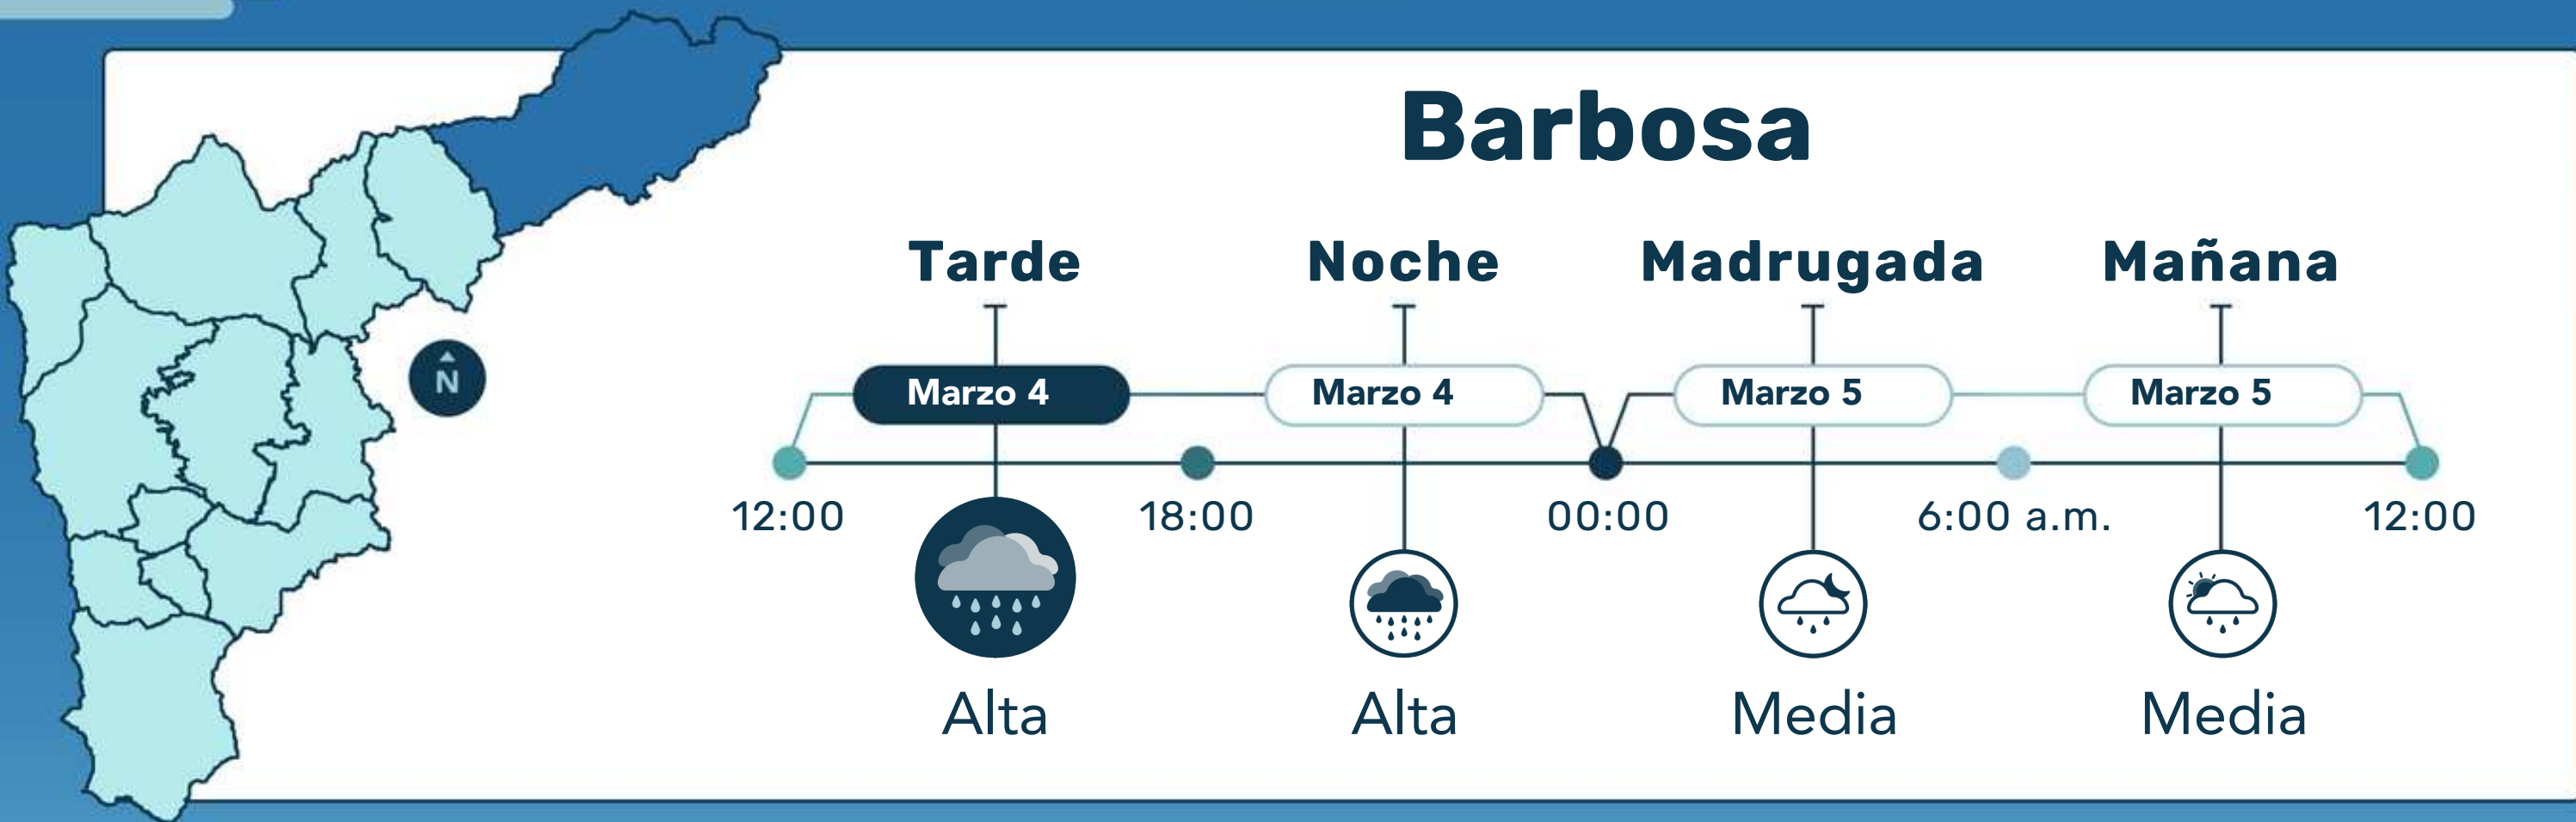 Barbosa
Tarde Noche Madrugada Mañana
Marzo 4 Marzo 4 Marzo 5 Marzo 5
N
12:00 18:00 00:00 6:00 a.m. 12:00
Alta Alta Media Media